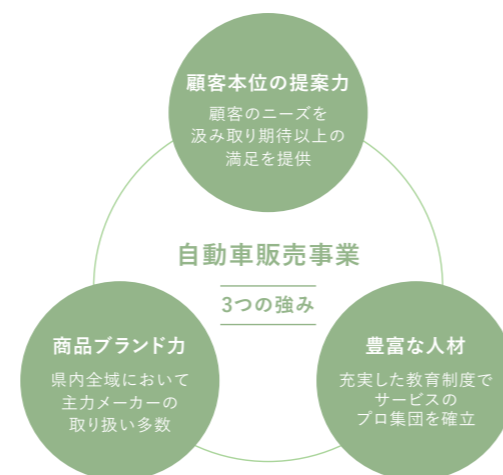 顧客本位の提案力
顧客のニーズを
汲み取り期待以上の
満足を提供
自動車販売事業
3つの強み
商品ブランド力
県内全域において
主力メーカーの
取り扱い多数
豊富な人材
充実した教育制度で
サービスの
プロ集団を確立